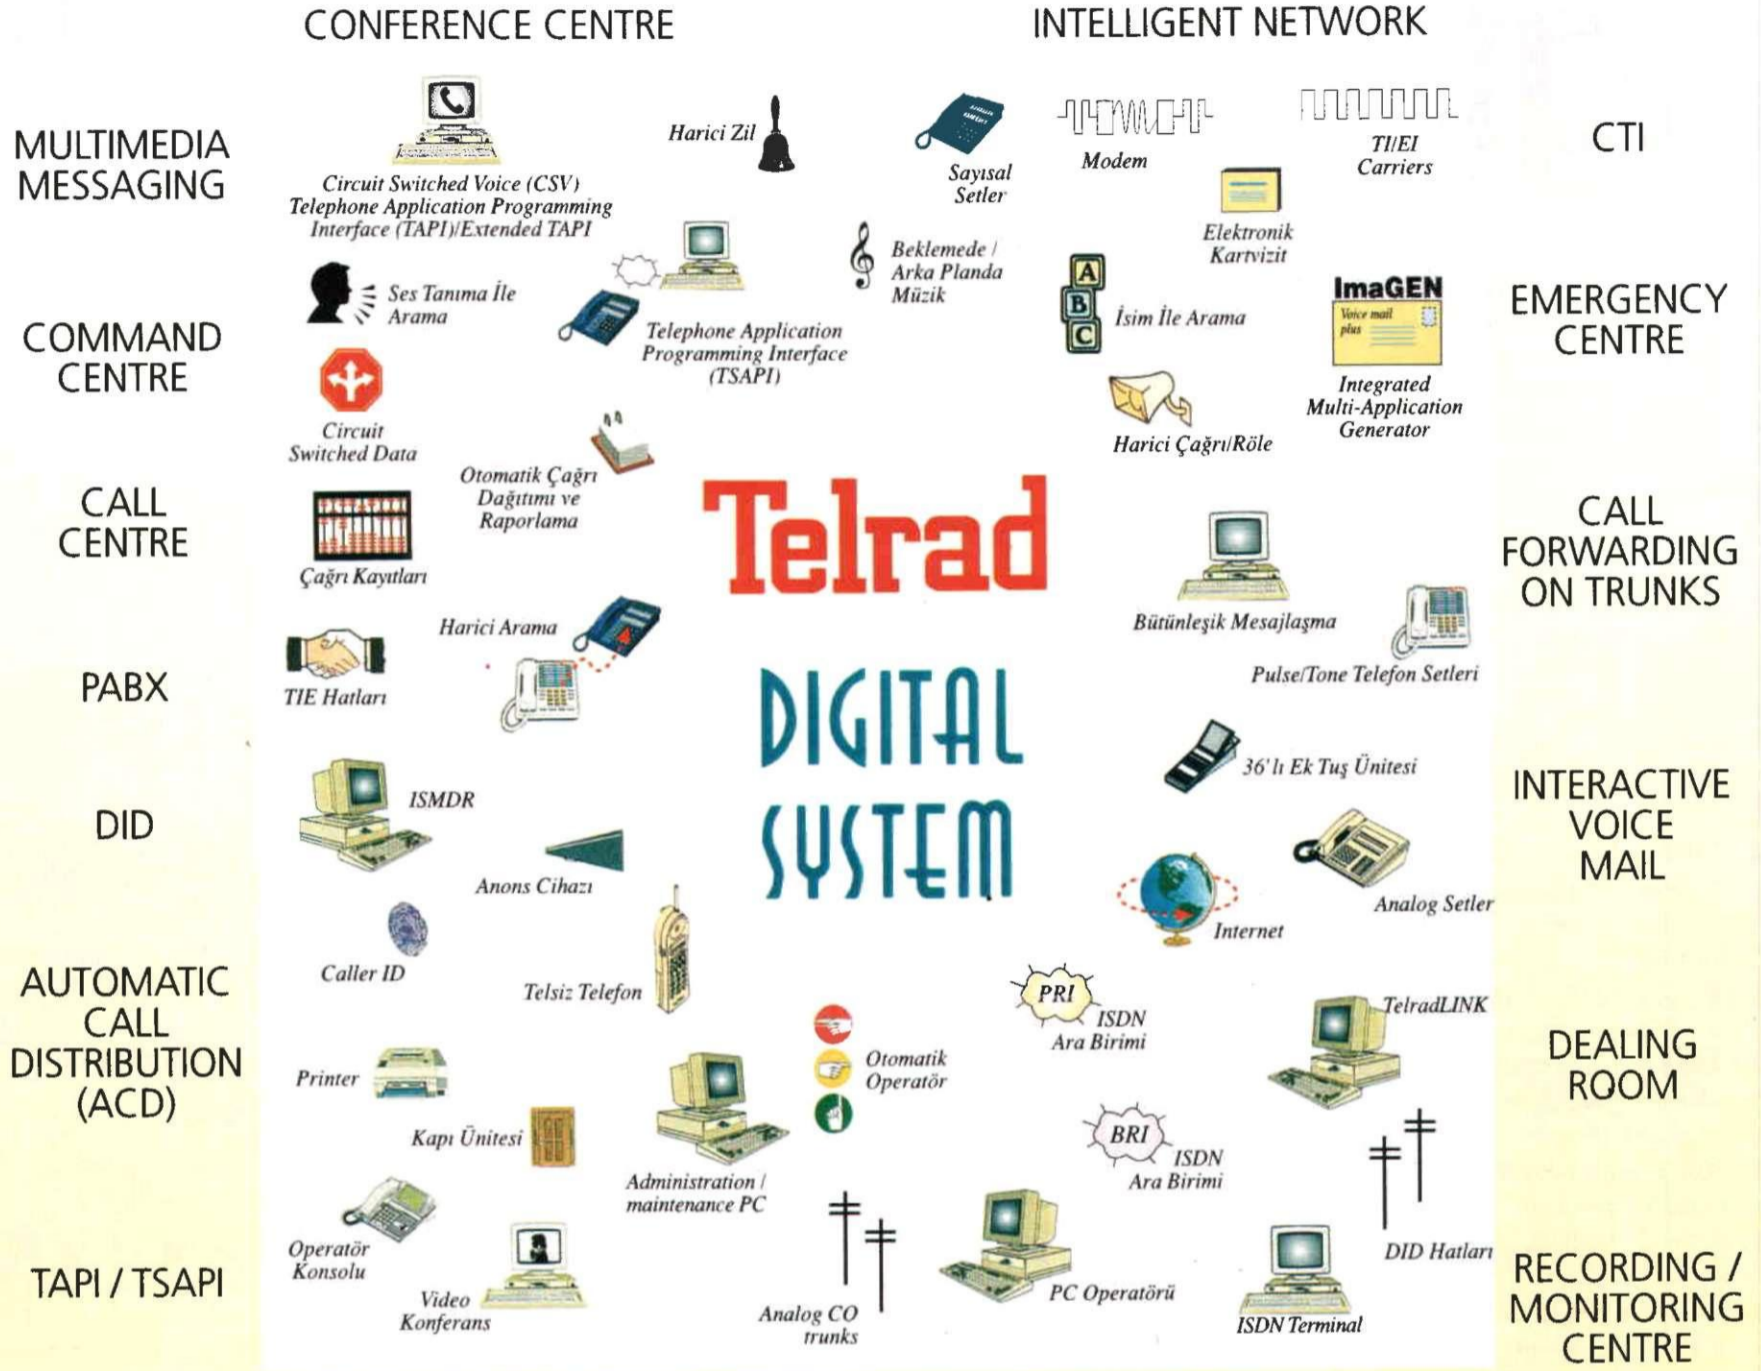 CONFERENCE CENTRE
INTELLIGENT NETWORK
MULTIMEDIA
MESSAGING
COMMAND
CENTRE
CALL
CENTRE
PABX
DID
AUTOMATIC
CALL
DISTRIBUTION
(ACD)
TAPI / TSAPI
Circuit Switched Voice (CSV)
Telephone Application Programming
Interface (TAPI)/Extended TAPI
Harici Zil
Sayısal
Setler
Modem
TI/EI
Carriers
Elektronik
Kartvizit
Ses Tanıma İle
Arama
Telephone Application
Programming Interface
(TSAPI)
Beklemede /
Arka Planda
Müzik
A
B
C
İsim İle Arama
ImaGEN
Voice mail
plus
Integrated
Multi-Application
Generator
Circuit
Switched Data
Otomatik Çağrı
Dağıtımı ve
Raporlama
Harici Çağrı/Röle
Çağrı Kayıtları
Telrad
DIGITAL
SYSTEM
Bütünleşik Mesajlaşma
Harici Arama
TIE Hatları
Pulse/Tone Telefon Setleri
36'lı Ek Tuş Ünitesi
ISMDR
Anons Cihazı
Analog Setler
Internet
Caller ID
Telsiz Telefon
PRI
ISDN
Ara Birimi
TelradLINK
Printer
Otomatik
Operatör
Kapı Ünitesi
BRI
ISDN
Ara Birimi
Administration /
maintenance PC
Operatör
Konsolu
Video
Konferans
Analog CO
trunks
PC Operatörü
DID Hatları
ISDN Terminal
CTI
EMERGENCY
CENTRE
CALL
FORWARDING
ON TRUNKS
INTERACTIVE
VOICE
MAIL
DEALING
ROOM
RECORDING /
MONITORING
CENTRE